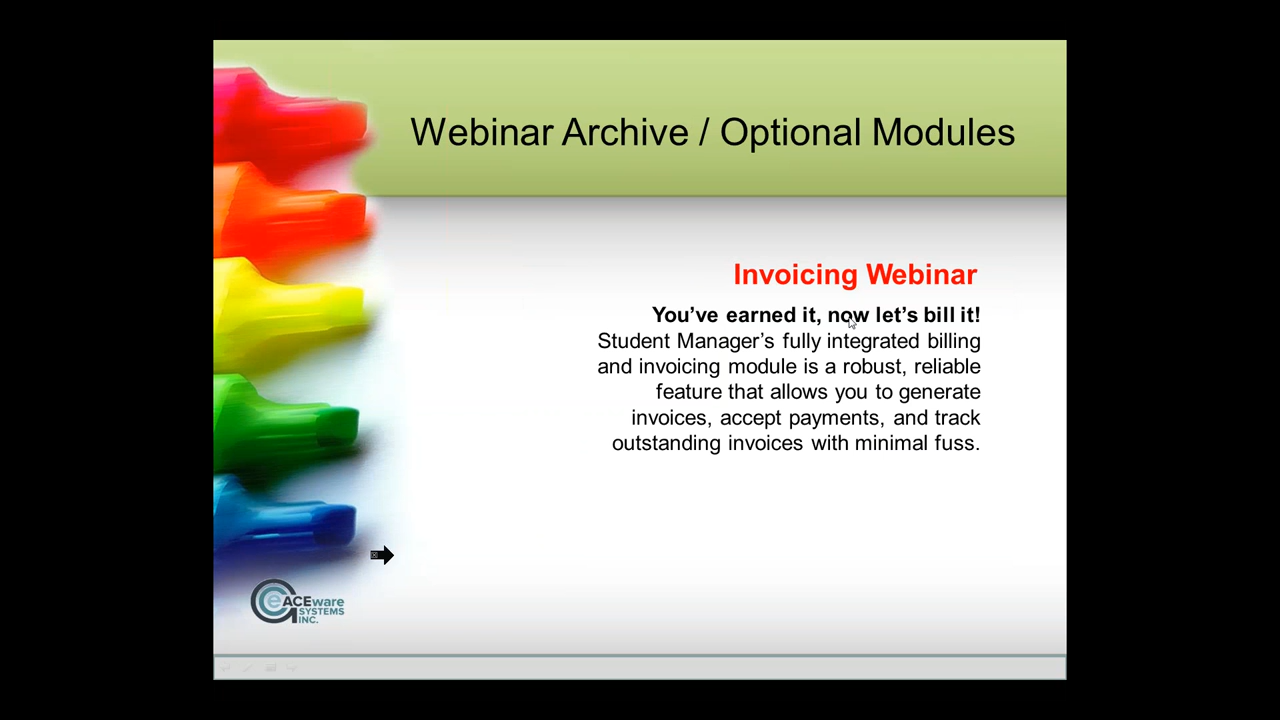 Webinar Archive / Optional Modules
Invoicing Webinar
You’ve earned it, now let’s bill it!
Student Manager’s fully integrated billing
and invoicing module is a robust, reliable
feature that allows you to generate
invoices, accept payments, and track
outstanding invoices with minimal fuss.
ACEware
SYSTEMS
INC.